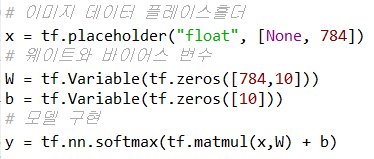 # 이미지 데이터 플레이스홀더
x = tf.placeholder("float", [None, 784])
# 웨이트와 바이어스 변수
W = tf.Variable(tf.zeros([784,10]))
b = tf.Variable(tf.zeros([10]))
# 모델 구현
y = tf.nn.softmax(tf.matmul(x,W) + b)